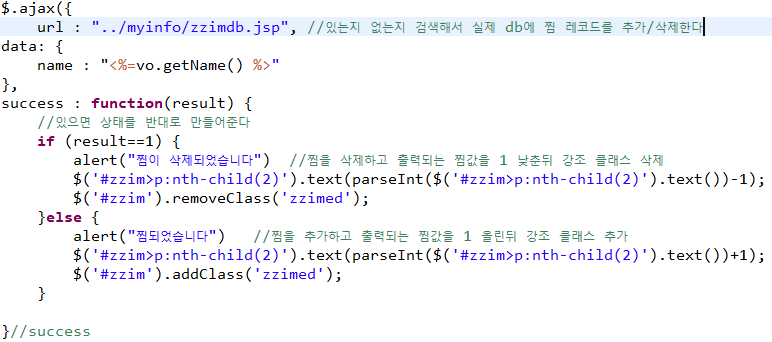 $.ajax({
    url : "../myinfo/zzimdb.jsp", //있는지 없는지 검색해서 실제 db에 찜 레코드를 추가/삭제한다
data: {
    name : "<%=vo.getName() %>"
},
success : function(result) {
    //있으면 상태를 반대로 만들어준다
    if (result==1) {
        alert("찜이 삭제되었습니다")  //찜을 삭제하고 출력되는 찜값을 1 낮춘뒤 강조 클래스 삭제
        $('#zzim>p:nth-child(2)').text(parseInt($('#zzim>p:nth-child(2)').text())-1);
        $('#zzim').removeClass('zzimed');
    }else {
        alert("찜되었습니다")   //찜을 추가하고 출력되는 찜값을 1 올린뒤 강조 클래스 추가
        $('#zzim>p:nth-child(2)').text(parseInt($('#zzim>p:nth-child(2)').text())+1);
        $('#zzim').addClass('zzimed');
    }
}//success